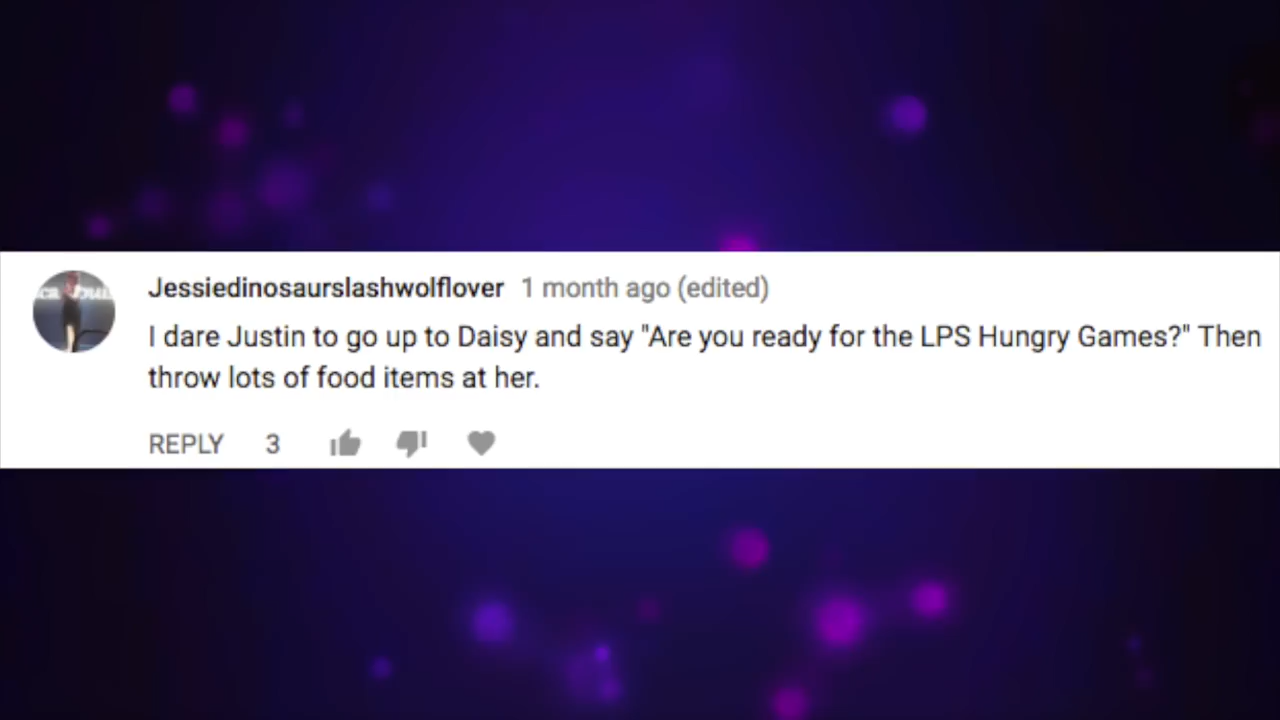 Jessiedinosaurslashwolflover 1 month ago (edited)
I dare Justin to go up to Daisy and say "Are you ready for the LPS Hungry Games?" Then
throw lots of food items at her.
REPLY 3